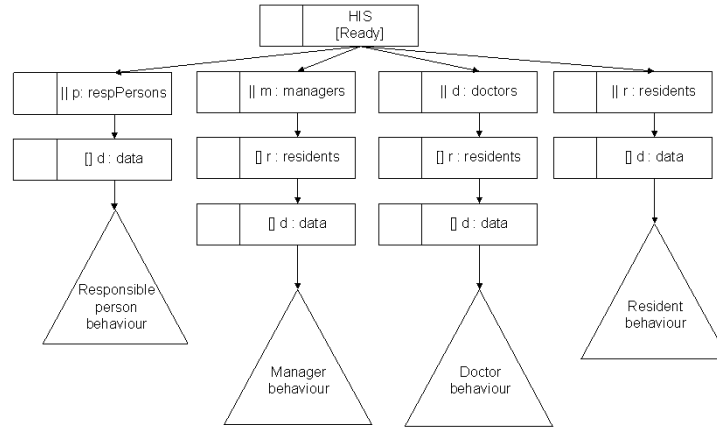 HIS
[Ready]
|| p: respPersons
|| m : managers
|| d : doctors
|| r : residents
[] d : data
[] r : residents
[] r : residents
[] d : data
[] d : data
[] d : data
Responsible
person
behaviour
Manager
behaviour
Doctor
behaviour
Resident
behaviour